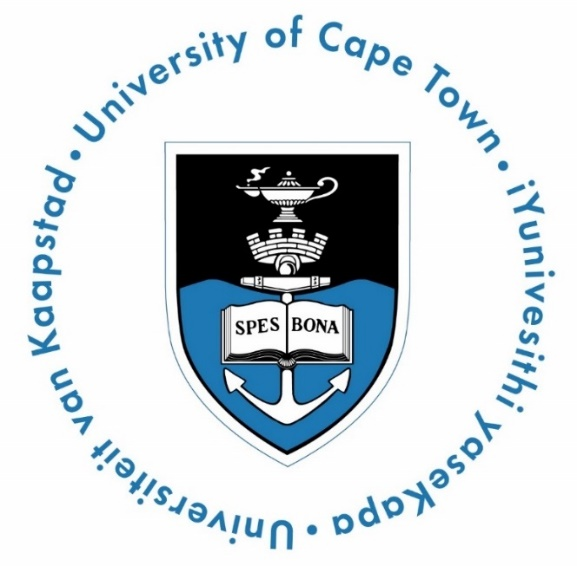 University of Cape Town • iYunivesithi yaseKapa • Universiteit van Kaapstad •
SPES BONA